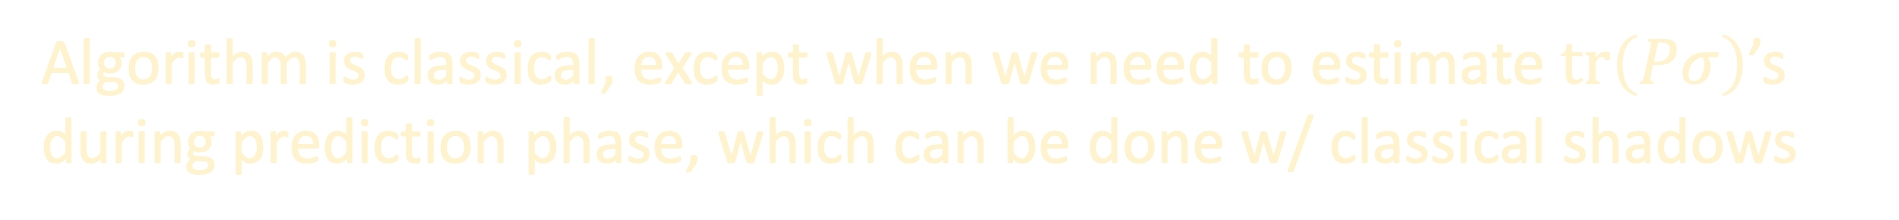 Algorithm is classical, except when we need to estimate tr(Pσ)’s
during prediction phase, which can be done w/ classical shadows